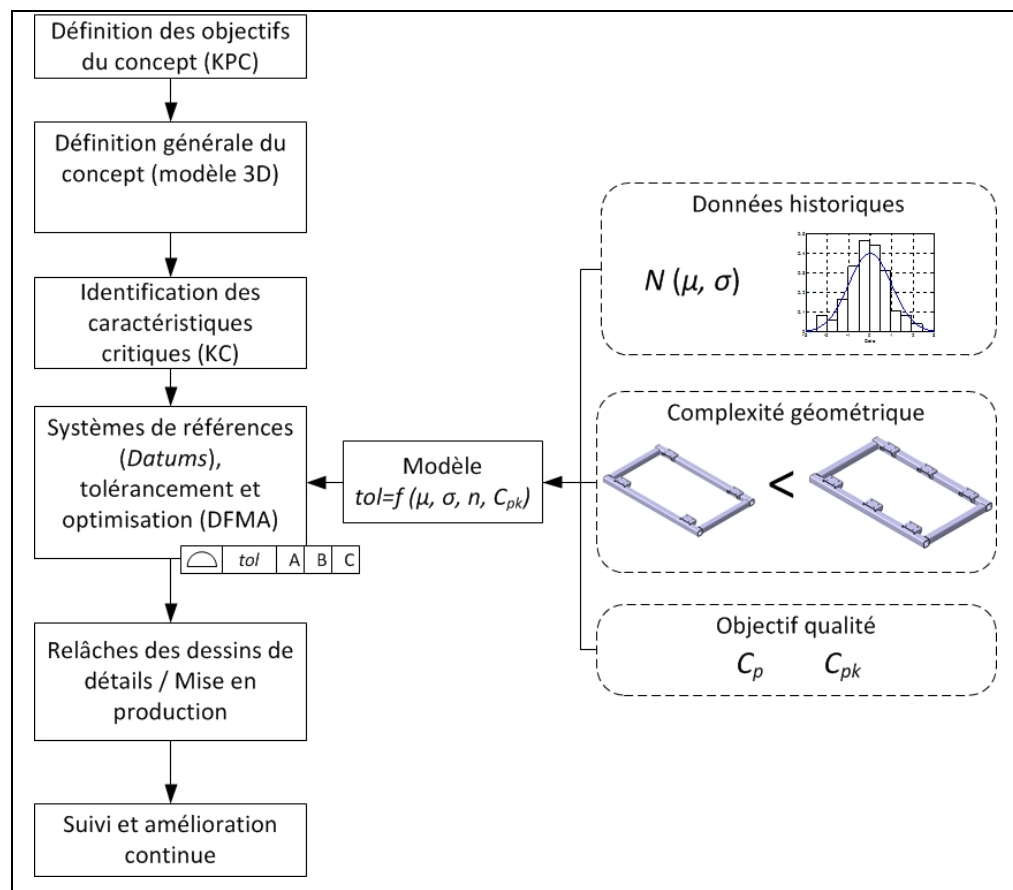 Définition des objectifs
du concept (KPC)
Définition générale du
concept (modèle 3D)
Identification des
caractéristiques
critiques (KC)
Systèmes de références
(Datums),
tolérancement et
optimisation (DFMA)
tol
A
B
C
Relâches des dessins de
détails / Mise en
production
Suivi et amélioration
continue
Modèle
tol=f (μ, σ, n, Cpk)
Données historiques
N (μ, σ)
Complexité géométrique
<
Objectif qualité
Cp
Cpk